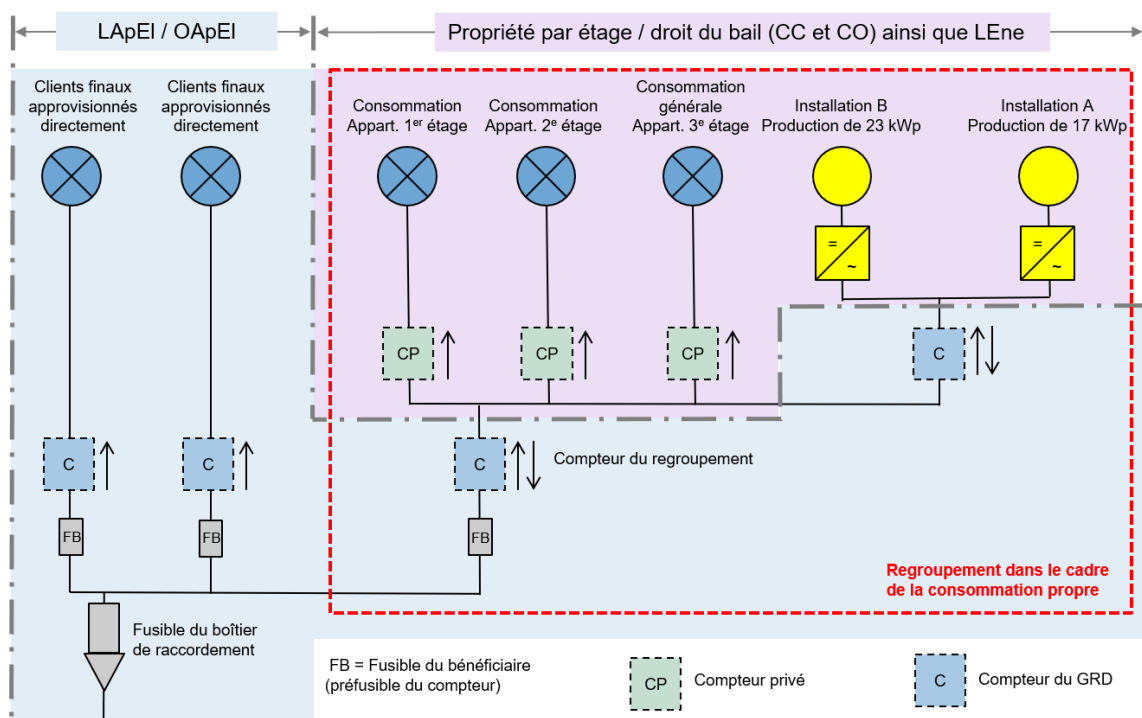 LApEl / OApEl
Propriété par étage / droit du bail (CC et CO) ainsi que LEne
Clients finaux
approvisionnés
directement
Clients finaux
approvisionnés
directement
Consommation
Appart. 1er étage
Consommation
Appart. 2e étage
Consommation
générale
Appart. 3e étage
Installation B
Production de 23 kWp
Installation A
Production de 17 kWp
=
~
=
~
CP
CP
CP
C
C
C
C
Compteur du regroupement
FB
FB
FB
Regroupement dans le cadre
de la consommation propre
Fusible du boîtier
de raccordement
FB = Fusible du bénéficiaire
(préfusible du compteur)
CP
Compteur privé
C
Compteur du GRD